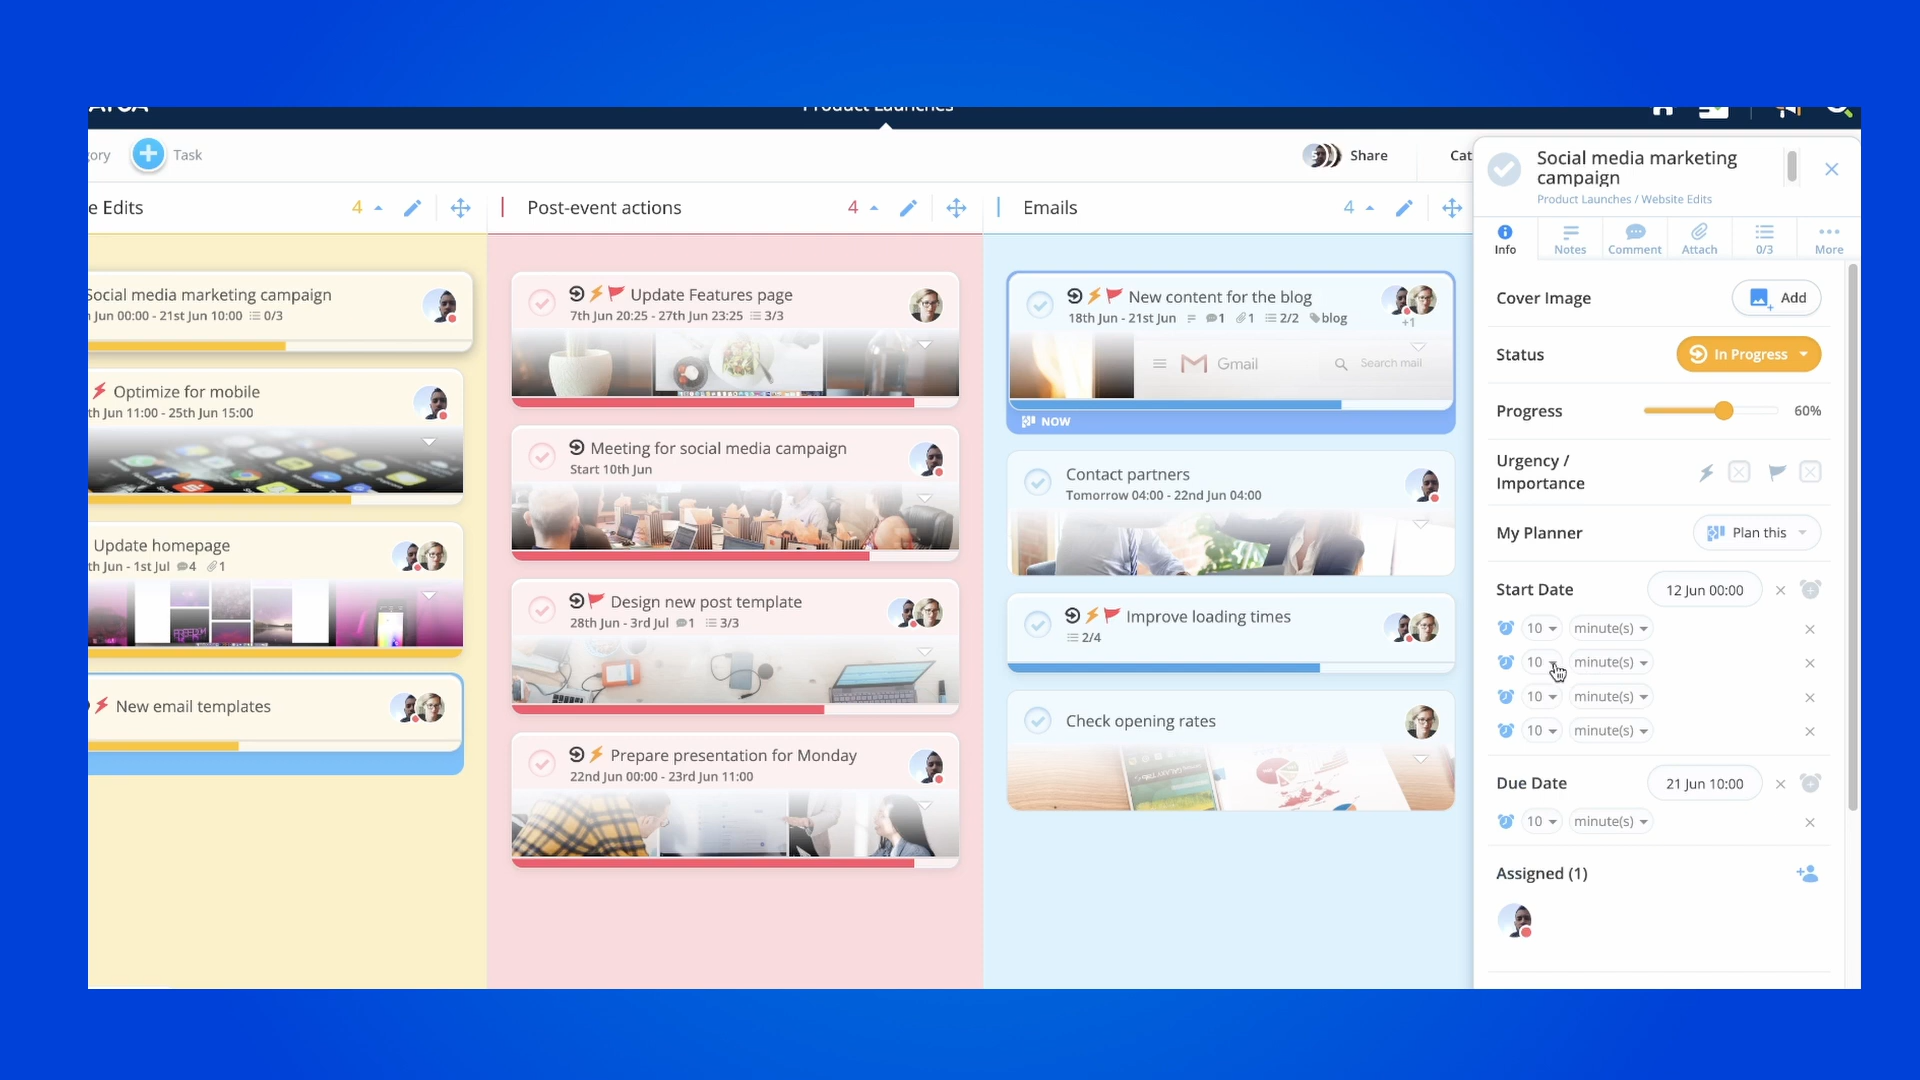 Product Launches
ory
Task
Share
Cat
e Edits
4
Post-event actions
4
Emails
4
Social media marketing campaign
Jun 00:00 - 21st Jun 10:00 0/3
Optimize for mobile
th Jun 11:00 - 25th Jun 15:00
Update homepage
th Jun - 1st Jul 4 1
New email templates
Update Features page
7th Jun 20:25 - 27th Jun 23:25 3/3
Meeting for social media campaign
Start 10th Jun
Design new post template
28th Jun - 3rd Jul 1 3/3
Prepare presentation for Monday
22nd Jun 00:00 - 23rd Jun 11:00
New content for the blog
18th Jun - 21st Jun 1 1 2/2 blog
+1
Gmail
Search mail
NOW
Contact partners
Tomorrow 04:00 - 22nd Jun 04:00
Improve loading times
2/4
Check opening rates
Social media marketing
campaign
Product Launches / Website Edits
Info
Notes
Comment
Attach
0/3
More
Cover Image
Add
Status
In Progress
Progress
60%
Urgency /
Importance
My Planner
Plan this
Start Date
12 Jun 00:00
10 minute(s)
10 minute(s)
10 minute(s)
10 minute(s)
Due Date
21 Jun 10:00
10 minute(s)
Assigned (1)